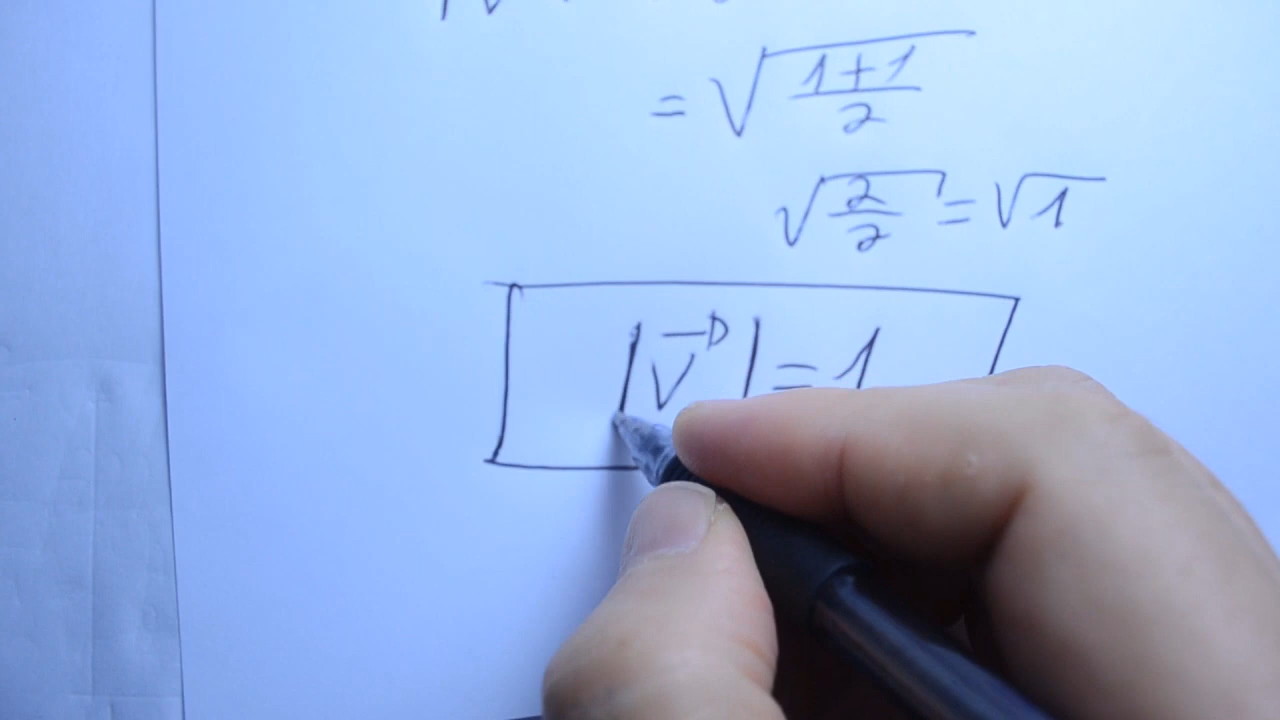 = √(1+1/2)
√(2/2) = √1
|V⃗| = 1